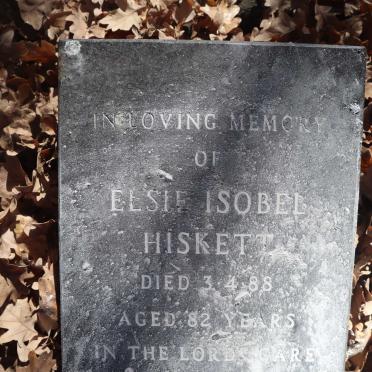 IN LOVING MEMORY
OF
ELSIE ISOBEL
HISKETT
DIED 3.4.88
AGED 82 YEARS
IN THE LORDS CARE